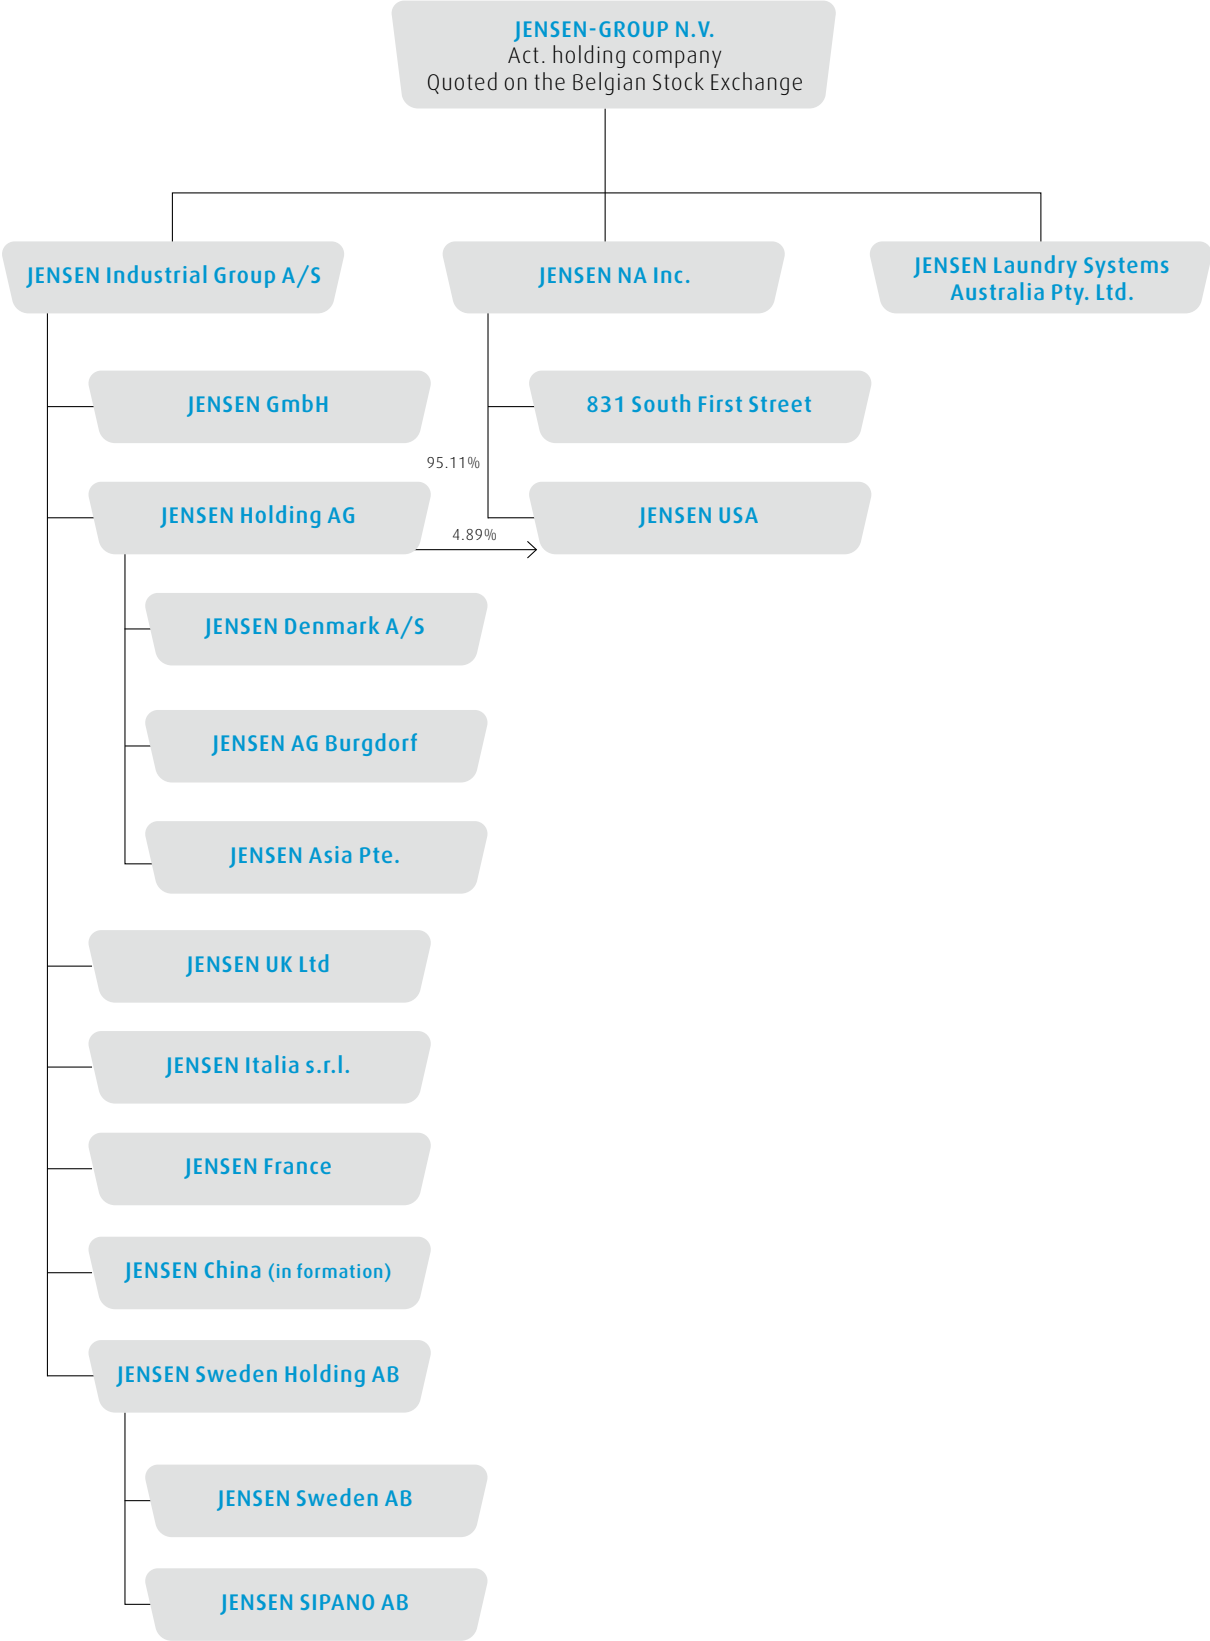 JENSEN-GROUP N.V.
Act. holding company
Quoted on the Belgian Stock Exchange
JENSEN Industrial Group A/S
JENSEN NA Inc.
JENSEN Laundry Systems
Australia Pty. Ltd.
JENSEN GmbH
831 South First Street
95.11%
JENSEN Holding AG
JENSEN USA
4.89%
JENSEN Denmark A/S
JENSEN AG Burgdorf
JENSEN Asia Pte.
JENSEN UK Ltd
JENSEN Italia s.r.l.
JENSEN France
JENSEN China (in formation)
JENSEN Sweden Holding AB
JENSEN Sweden AB
JENSEN SIPANO AB